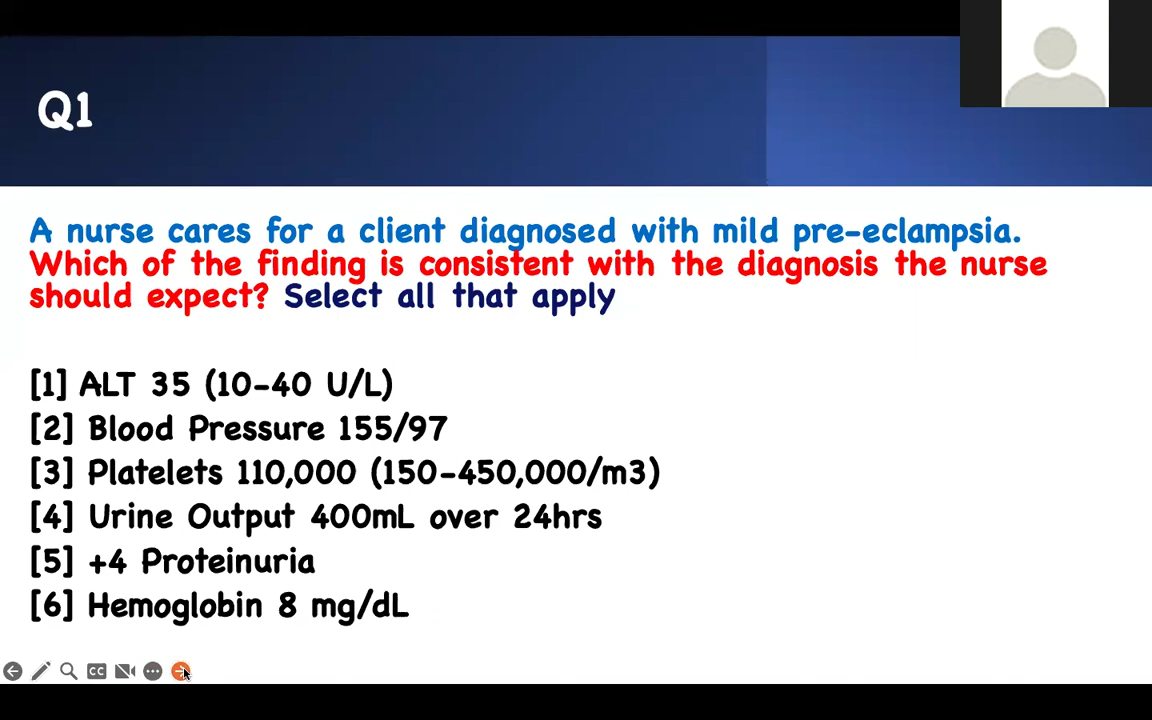 Q1
A nurse cares for a client diagnosed with mild pre-eclampsia.
Which of the finding is consistent with the diagnosis the nurse
should expect? Select all that apply
[1] ALT 35 (10-40 U/L)
[2] Blood Pressure 155/97
[3] Platelets 110,000 (150-450,000/m3)
[4] Urine Output 400mL over 24hrs
[5] +4 Proteinuria
[6] Hemoglobin 8 mg/dL
CC